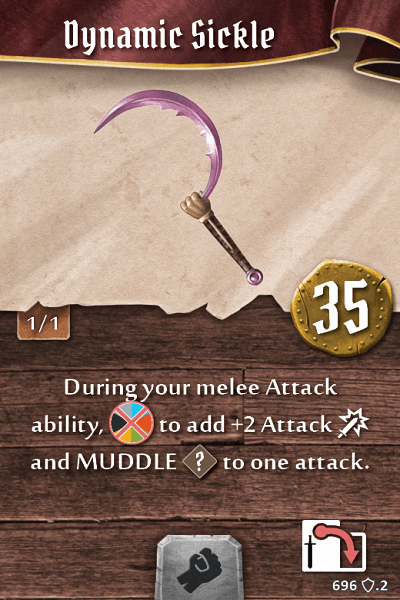 Dynamic Sickle
1/1
35
During your melee Attack
ability, to add +2 Attack
and MUDDLE ? to one attack.
696 .2